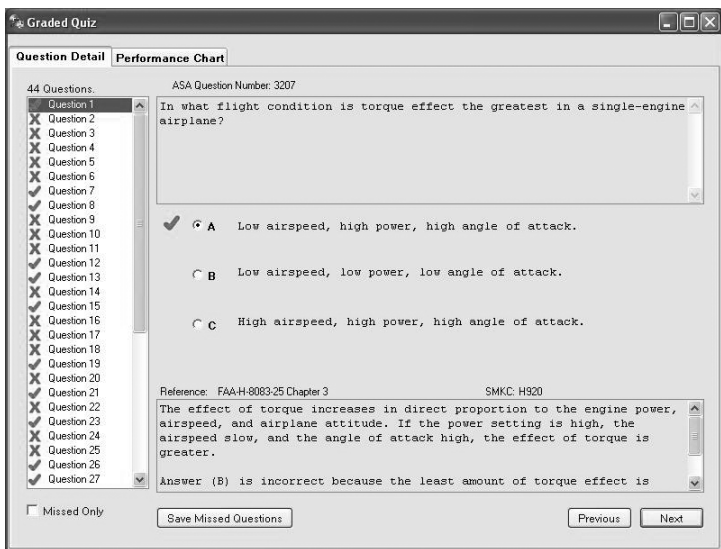 Graded Quiz
Question Detail
Performance Chart
44 Questions.
Question 1
Question 2
Question 3
Question 4
Question 5
Question 6
Question 7
Question 8
Question 9
Question 10
Question 11
Question 12
Question 13
Question 14
Question 15
Question 16
Question 17
Question 18
Question 19
Question 20
Question 21
Question 22
Question 23
Question 24
Question 25
Question 26
Question 27
Missed Only
ASA Question Number: 3207
In what flight condition is torque effect the greatest in a single-engine
airplane?
A Low airspeed, high power, high angle of attack.
B Low airspeed, low power, low angle of attack.
C High airspeed, high power, high angle of attack.
Reference: FAA-H-8083-25 Chapter 3 SMKC: H920
The effect of torque increases in direct proportion to the engine power,
airspeed, and airplane attitude. If the power setting is high, the
airspeed slow, and the angle of attack high, the effect of torque is
greater.
Answer (B) is incorrect because the least amount of torque effect is
Save Missed Questions
Previous
Next